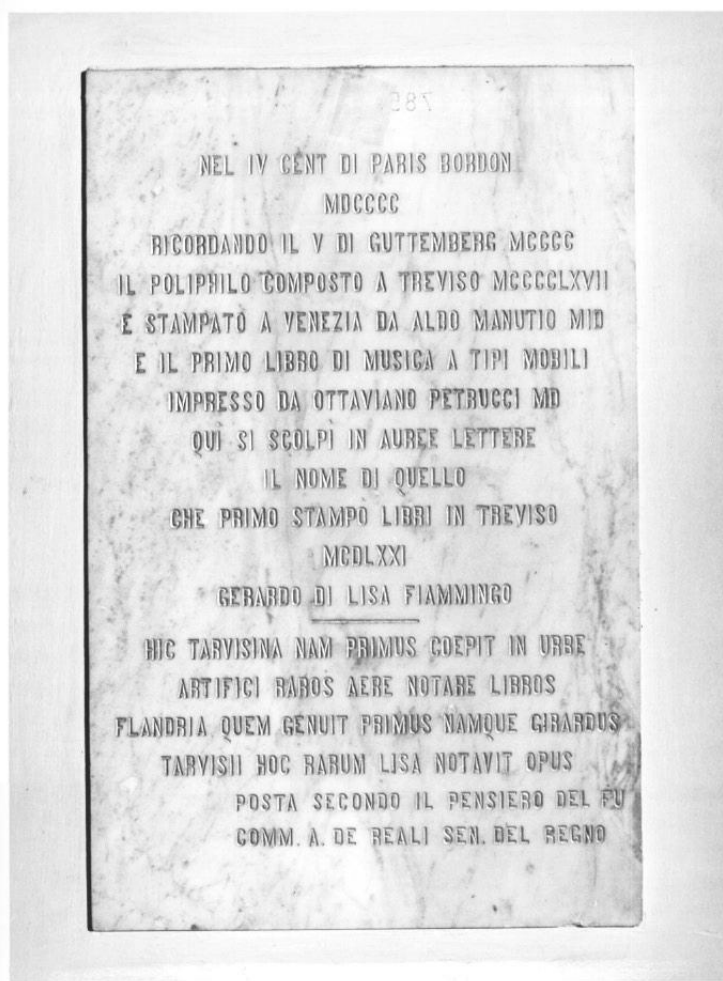 785
NEL IV CENT DI PARIS BORDON
MDCCCC
RICORDANDO IL V DI GUTTEMBERG MCCCC
IL POLIPHILO COMPOSTO A TREVISO MCCCCLXVII
E STAMPATO A VENEZIA DA ALDO MANUTIO MID
E IL PRIMO LIBRO DI MUSICA A TIPI MOBILI
IMPRESSO DA OTTAVIANO PETRUCCI MD
QUI SI SCOLPÌ IN AUREE LETTERE
IL NOME DI QUELLO
CHE PRIMO STAMPO LIBRI IN TREVISO
MCDLXXI
GERARDO DI LISA FIAMMINGO
HIC TARVISINA NAM PRIMUS COEPIT IN URBE
ARTIFICI RAROS AERE NOTARE LIBROS
FLANDRIA QUEM GENUIT PRIMUS NAMQUE GIRARDUS
TARVISII HOC RARUM LISA NOTAVIT OPUS
POSTA SECONDO IL PENSIERO DEL FU
COMM. A. DE REALI SEN. DEL REGNO